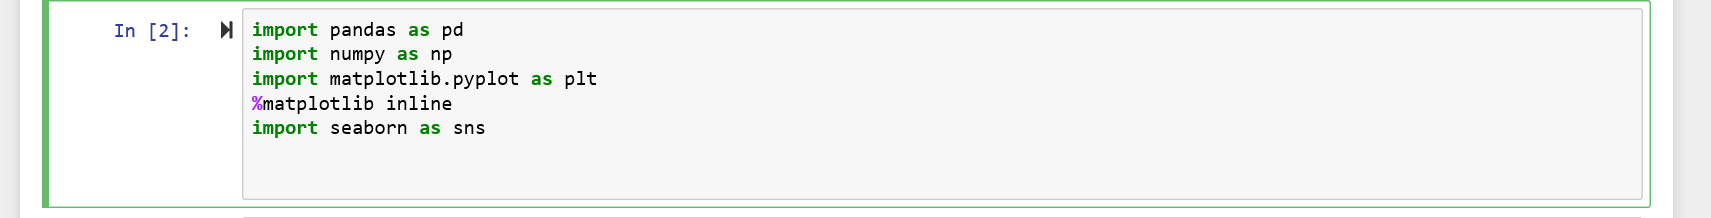 In [2]:
import pandas as pd
import numpy as np
import matplotlib.pyplot as plt
%matplotlib inline
import seaborn as sns